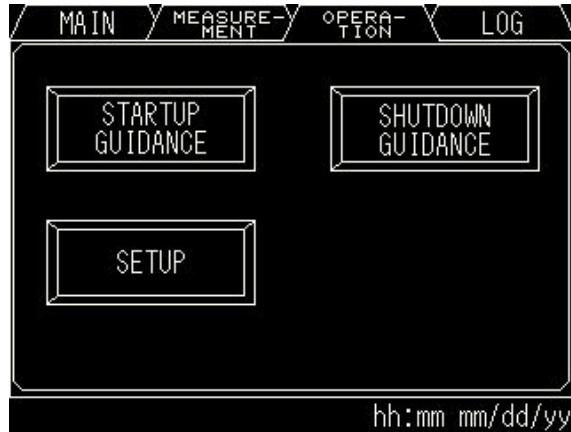 MAIN
MEASURE-
MENT
OPERA-
TION
LOG
STARTUP
GUIDANCE
SHUTDOWN
GUIDANCE
SETUP
hh:mm mm/dd/yy